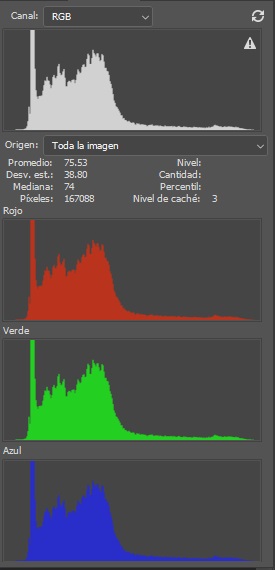 Canal: RGB
Origen: Toda la imagen
Promedio: 75.53 Nivel:
Desv. est.: 38.80 Cantidad:
Mediana: 74 Percentil:
Píxeles: 167088 Nivel de caché: 3
Rojo
Verde
Azul